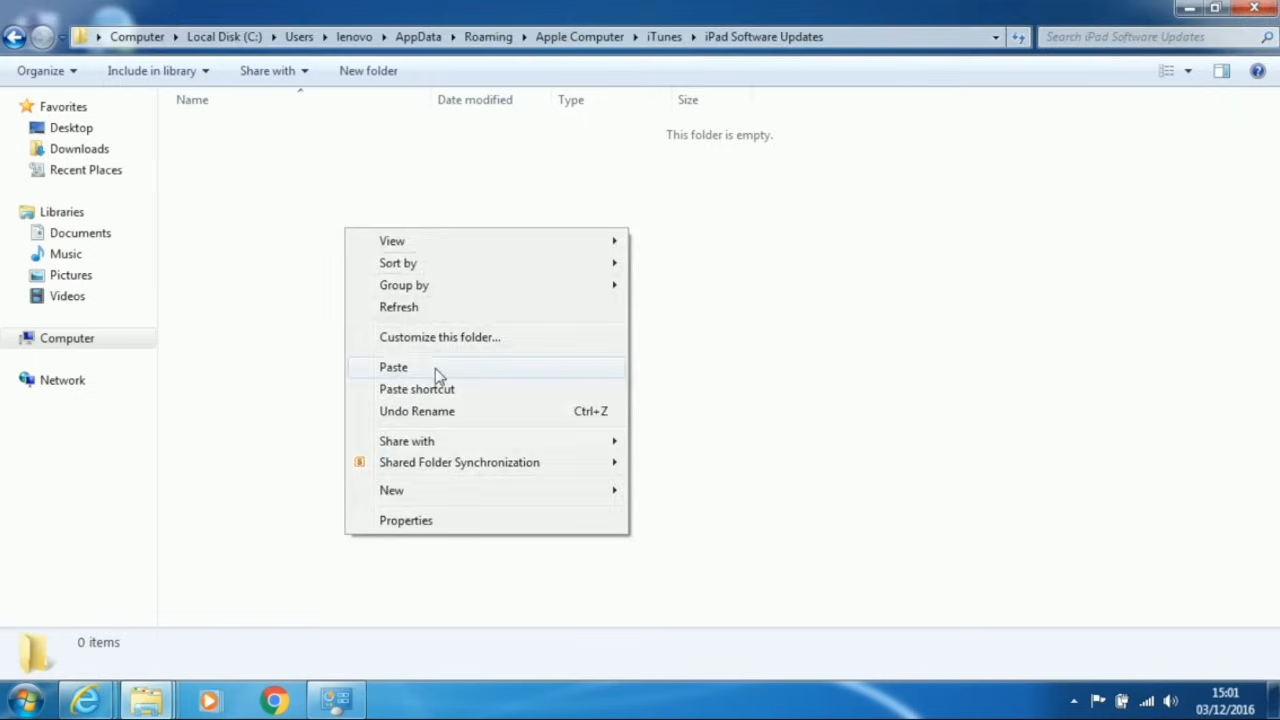 Computer Local Disk (C:) Users lenovo AppData Roaming Apple Computer iTunes iPad Software Updates Search iPad Software Updates
Organize Include in library Share with New folder
Name Date modified Type Size
This folder is empty.
Favorites
Desktop
Downloads
Recent Places
Libraries
Documents
Music
Pictures
Videos
Computer
Network
View
Sort by
Group by
Refresh
Customize this folder...
Paste
Paste shortcut
Undo Rename Ctrl+Z
Share with
Shared Folder Synchronization
New
Properties
0 items
15:01
03/12/2016